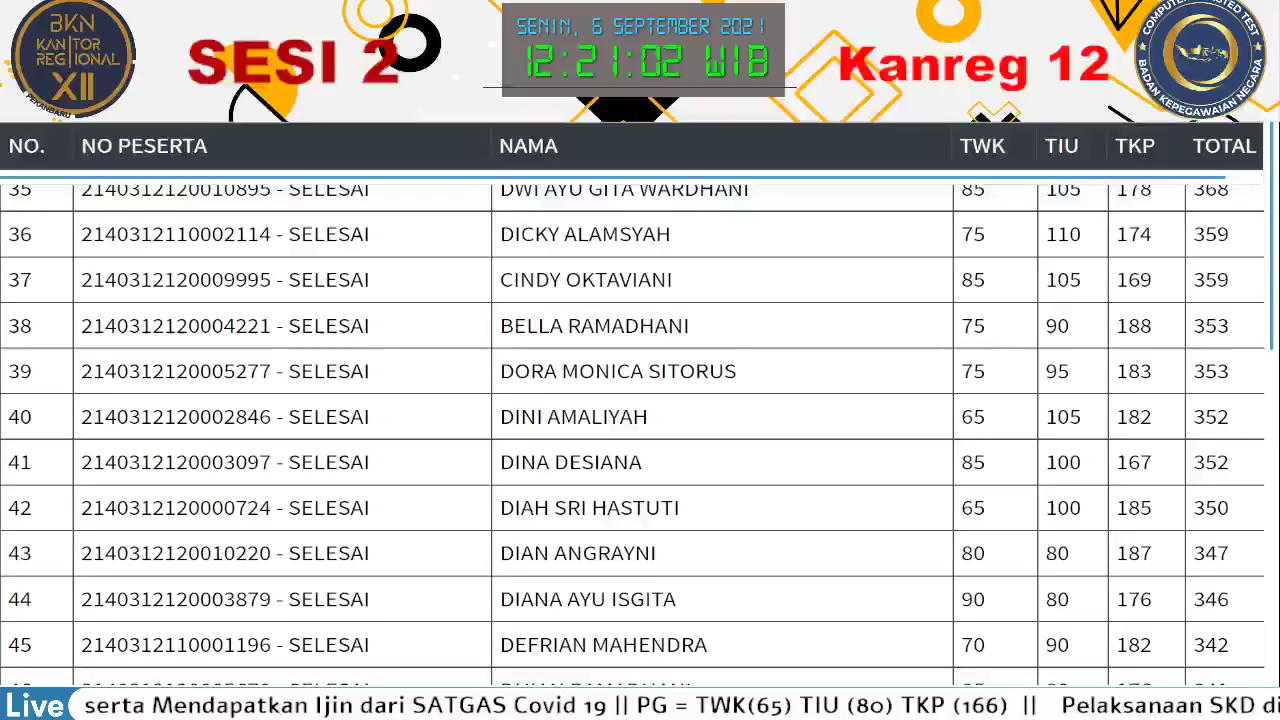 BKN
KANTOR
REGIONAL
XII
PEKANBARU
SESI 2
SENIN, 6 SEPTEMBER 2021
12:21:02 WIB
Kanreg 12
COMPUTER ASSISTED TEST
BADAN KEPEGAWAIAN NEGARA
NO. NO PESERTA NAMA TWK TIU TKP TOTAL
35 2140312120010895 - SELESAI DWI AYU GITA WARDHANI 85 105 178 368
36 2140312110002114 - SELESAI DICKY ALAMSYAH 75 110 174 359
37 2140312120009995 - SELESAI CINDY OKTAVIANI 85 105 169 359
38 2140312120004221 - SELESAI BELLA RAMADHANI 75 90 188 353
39 2140312120005277 - SELESAI DORA MONICA SITORUS 75 95 183 353
40 2140312120002846 - SELESAI DINI AMALIYAH 65 105 182 352
41 2140312120003097 - SELESAI DINA DESIANA 85 100 167 352
42 2140312120000724 - SELESAI DIAH SRI HASTUTI 65 100 185 350
43 2140312120010220 - SELESAI DIAN ANGRAYNI 80 80 187 347
44 2140312120003879 - SELESAI DIANA AYU ISGITA 90 80 176 346
45 2140312110001196 - SELESAI DEFRIAN MAHENDRA 70 90 182 342
Live serta Mendapatkan Ijin dari SATGAS Covid 19 || PG = TWK(65) TIU (80) TKP (166) || Pelaksanaan SKD di